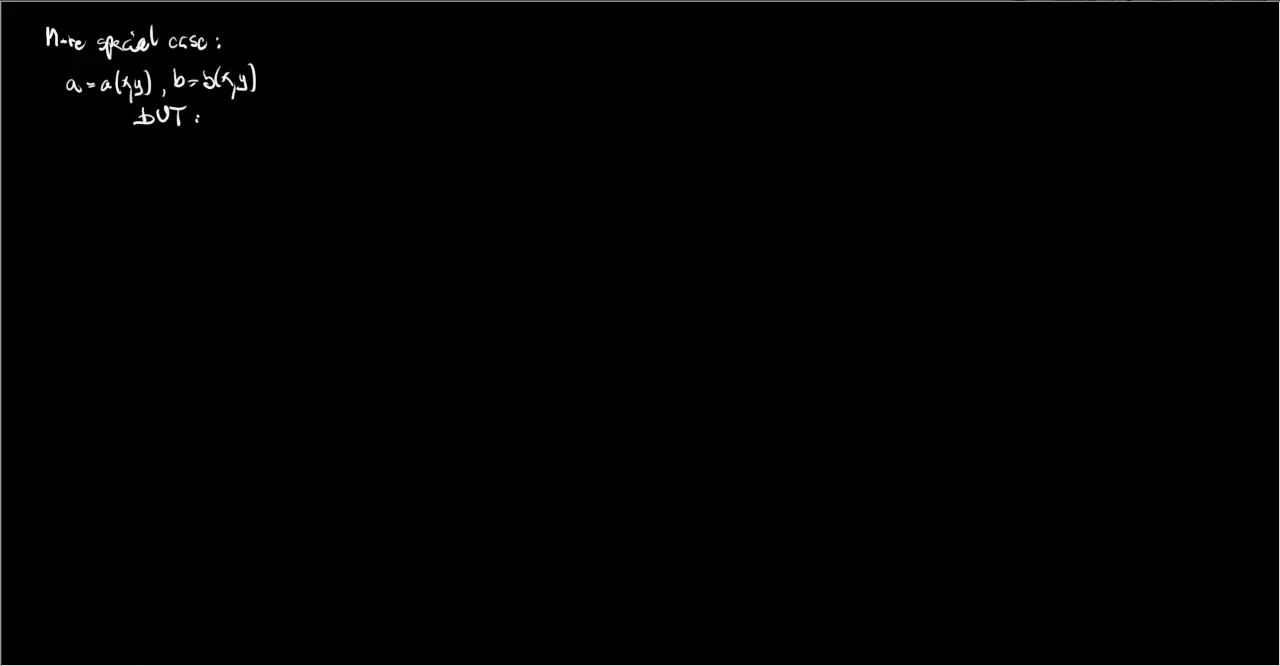 More special case:
a = a(x,y), b = b(x,y)
BUT: